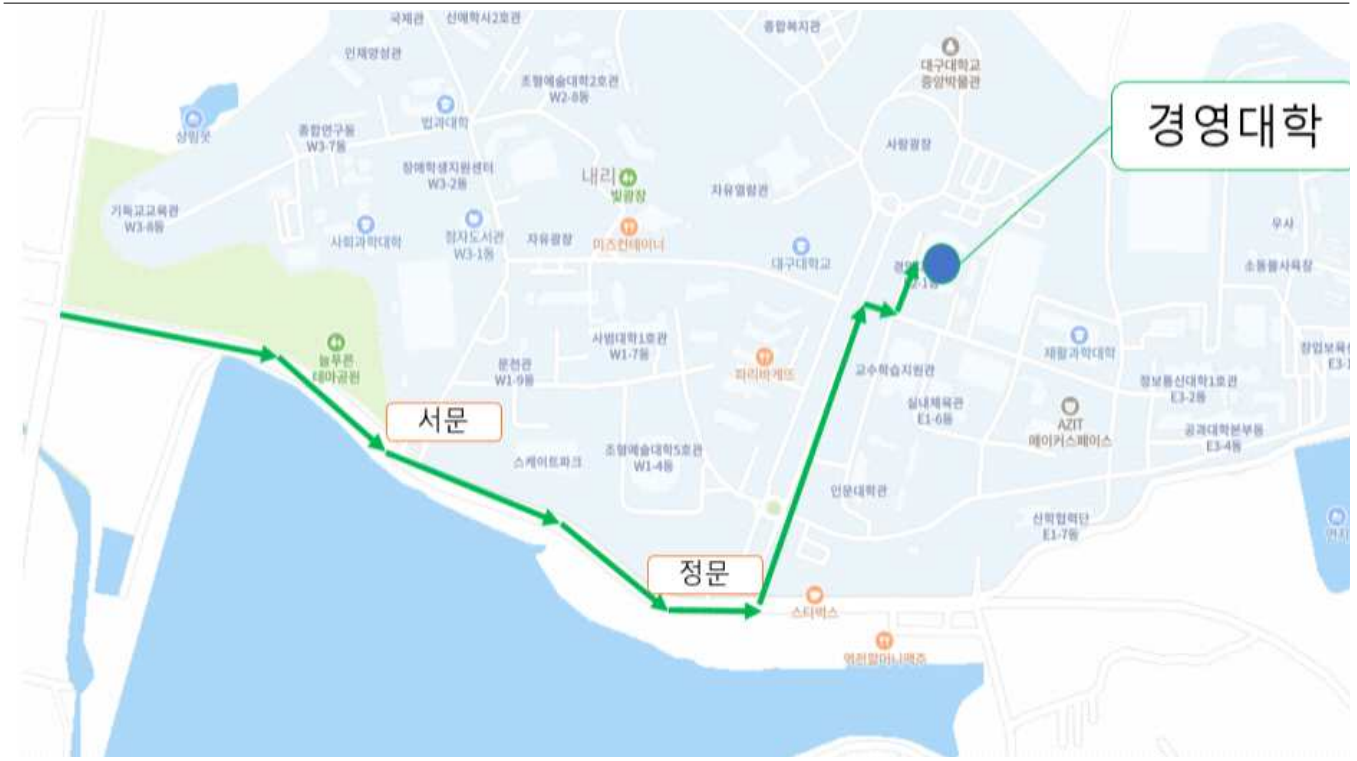 국제관
신애학사2호관
종합복지관
인재양성관
대구대학교
중앙박물관
조형예술대학2호관
W2-8동
경영대학
법과대학
상림못
종합연구동
W3-7동
사랑광장
장애학생지원센터
W3-2동
내리
빛광장
자유열람관
기독교교육관
W3-8동
우사
사회과학대학
점자도서관
W3-1동
자유광장
미즈컨테이너
대구대학교
소동물사육장
늘푸른
테마공원
사범대학1호관
W1-7동
재활과학대학
문천관
W1-9동
파리바게뜨
교수학습지원관
정보통신대학1호관
E3-2동
실내체육관
E1-6동
서문
AZIT
메이커스페이스
공과대학본부동
E3-4동
스케이트파크
조형예술대학5호관
W1-4동
인문대학관
산학협력단
E1-7동
정문
스타벅스
역전할머니맥주